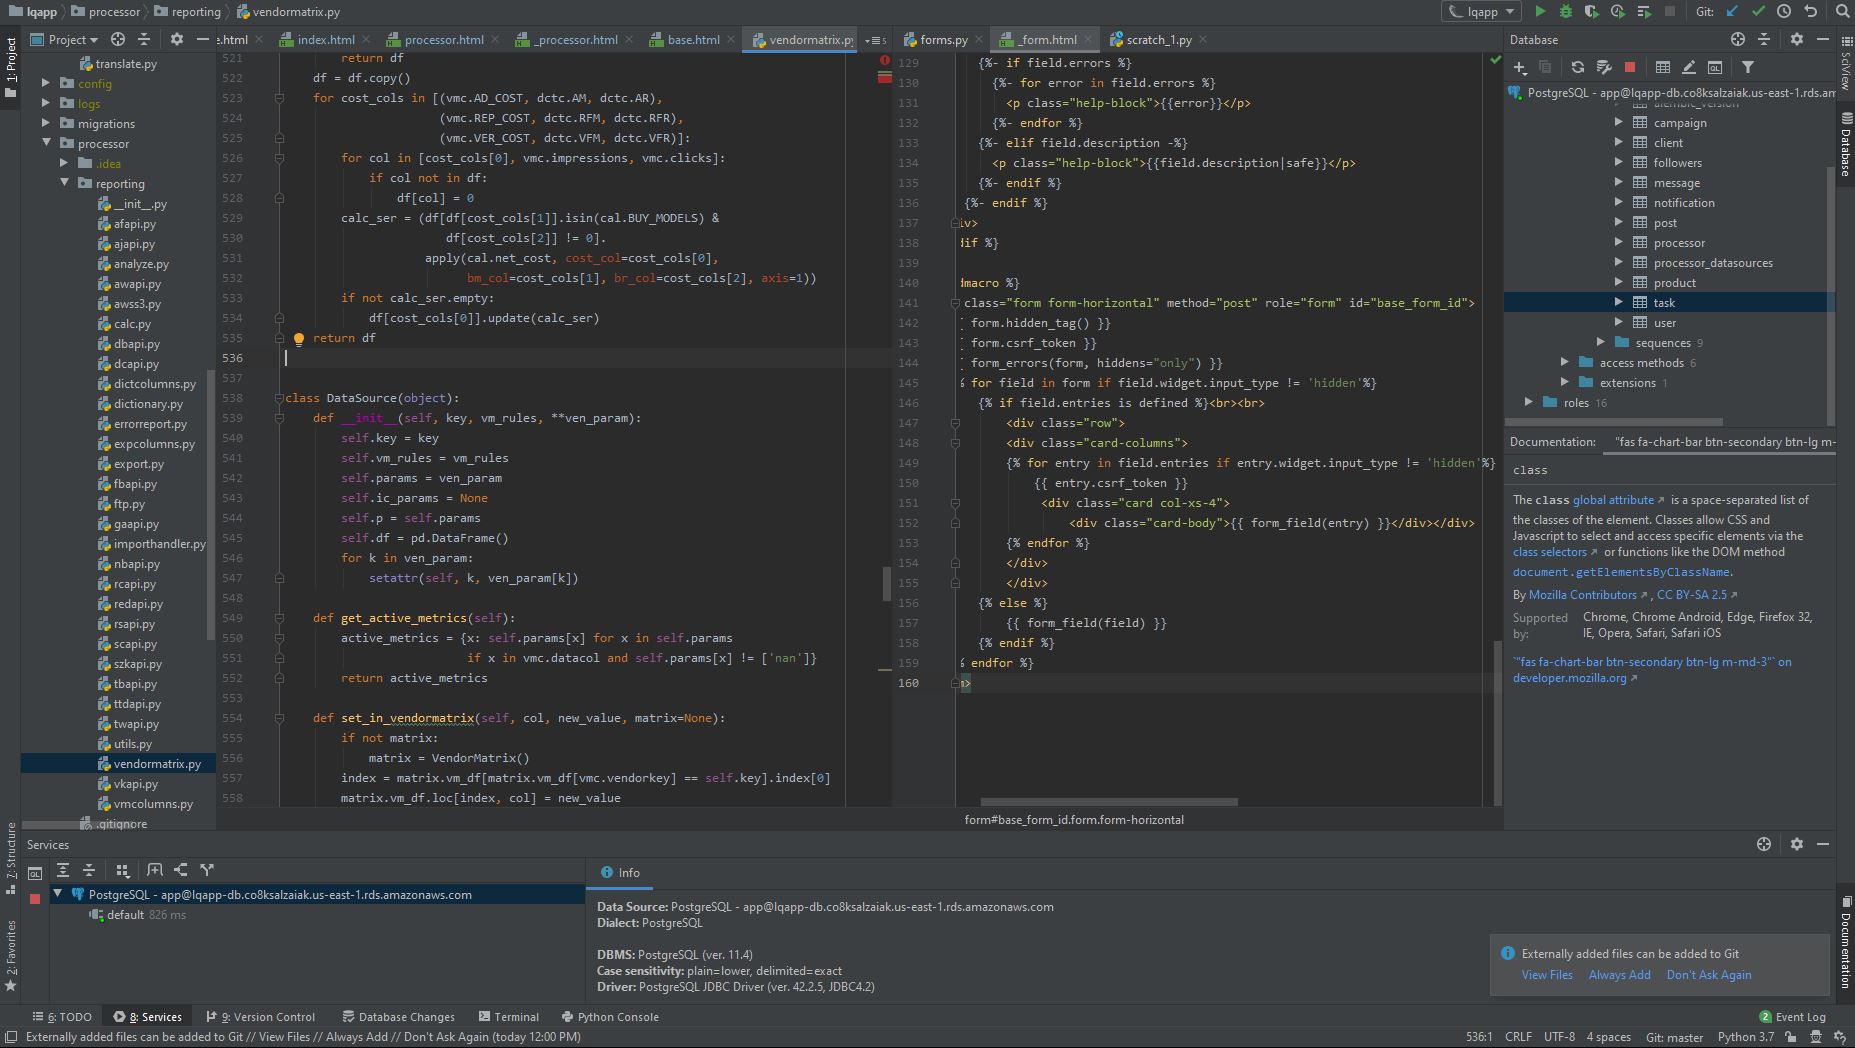 lqapp processor reporting vendormatrix.py
lqapp Git:
Project
e.html index.html processor.html _processor.html base.html vendormatrix.py
forms.py _form.html scratch_1.py
Database
1: Project
translate.py
config
logs
migrations
processor
.idea
reporting
__init__.py
afapi.py
ajapi.py
analyze.py
awapi.py
awss3.py
calc.py
dbapi.py
dcapi.py
dictcolumns.py
dictionary.py
errorreport.py
expcolumns.py
export.py
fbapi.py
ftp.py
gaapi.py
importhandler.py
nbapi.py
rcapi.py
redapi.py
rsapi.py
scapi.py
szkapi.py
tbapi.py
ttdapi.py
twapi.py
utils.py
vendormatrix.py
vkapi.py
vmcolumns.py
.gitignore
521 return df
522 df = df.copy()
523 for cost_cols in [(vmc.AD_COST, dctc.AM, dctc.AR),
524 (vmc.REP_COST, dctc.RFM, dctc.RFR),
525 (vmc.VER_COST, dctc.VFM, dctc.VFR)]:
526 for col in [cost_cols[0], vmc.impressions, vmc.clicks]:
527 if col not in df:
528 df[col] = 0
529 calc_ser = (df[df[cost_cols[1]].isin(cal.BUY_MODELS) &
530 df[cost_cols[2]] != 0].
531 apply(cal.net_cost, cost_col=cost_cols[0],
532 bm_col=cost_cols[1], br_col=cost_cols[2], axis=1))
533 if not calc_ser.empty:
534 df[cost_cols[0]].update(calc_ser)
535 return df
536
537
538 class DataSource(object):
539 def __init__(self, key, vm_rules, **ven_param):
540 self.key = key
541 self.vm_rules = vm_rules
542 self.params = ven_param
543 self.ic_params = None
544 self.p = self.params
545 self.df = pd.DataFrame()
546 for k in ven_param:
547 setattr(self, k, ven_param[k])
548
549 def get_active_metrics(self):
550 active_metrics = {x: self.params[x] for x in self.params
551 if x in vmc.datacol and self.params[x] != ['nan']}
552 return active_metrics
553
554 def set_in_vendormatrix(self, col, new_value, matrix=None):
555 if not matrix:
556 matrix = VendorMatrix()
557 index = matrix.vm_df[matrix.vm_df[vmc.vendorkey] == self.key].index[0]
558 matrix.vm_df.loc[index, col] = new_value
129 {%- if field.errors %}
130 {%- for error in field.errors %}
131 <p class="help-block">{{error}}</p>
132 {%- endfor %}
133 {%- elif field.description -%}
134 <p class="help-block">{{field.description|safe}}</p>
135 {%- endif %}
136 {%- endif %}
137 iv>
138 dif %}
139
140 dmacro %}
141 class="form form-horizontal" method="post" role="form" id="base_form_id">
142 form.hidden_tag() }}
143 form.csrf_token }}
144 form_errors(form, hiddens="only") }}
145 % for field in form if field.widget.input_type != 'hidden'%}
146 {% if field.entries is defined %}<br><br>
147 <div class="row">
148 <div class="card-columns">
149 {% for entry in field.entries if entry.widget.input_type != 'hidden'%}
150 {{ entry.csrf_token }}
151 <div class="card col-xs-4">
152 <div class="card-body">{{ form_field(entry) }}</div></div>
153 {% endfor %}
154 </div>
155 </div>
156 {% else %}
157 {{ form_field(field) }}
158 {% endif %}
159 % endfor %}
160 m>
form#base_form_id.form.form-horizontal
PostgreSQL - app@lqapp-db.co8ksalzaiak.us-east-1.rds.am
alembic_version
campaign
client
followers
message
notification
post
processor
processor_datasources
product
task
user
sequences 9
access methods 6
extensions 1
roles 16
Documentation: "fas fa-chart-bar btn-secondary btn-lg m-
class
The class global attribute is a space-separated list of
the classes of the element. Classes allow CSS and
Javascript to select and access specific elements via the
class selectors or functions like the DOM method
document.getElementsByClassName.
By Mozilla Contributors, CC BY-SA 2.5
Supported by: Chrome, Chrome Android, Edge, Firefox 32,
IE, Opera, Safari, Safari iOS
`"fas fa-chart-bar btn-secondary btn-lg m-md-3"` on
developer.mozilla.org
SciView
Database
Documentation
7: Structure
2: Favorites
Services
PostgreSQL - app@lqapp-db.co8ksalzaiak.us-east-1.rds.amazonaws.com
default 826 ms
Info
Data Source: PostgreSQL - app@lqapp-db.co8ksalzaiak.us-east-1.rds.amazonaws.com
Dialect: PostgreSQL
DBMS: PostgreSQL (ver. 11.4)
Case sensitivity: plain=lower, delimited=exact
Driver: PostgreSQL JDBC Driver (ver. 42.2.5, JDBC4.2)
Externally added files can be added to Git
View Files Always Add Don't Ask Again
6: TODO 8: Services 9: Version Control Database Changes Terminal Python Console 2 Event Log
Externally added files can be added to Git // View Files // Always Add // Don't Ask Again (today 12:00 PM) 536:1 CRLF UTF-8 4 spaces Git: master Python 3.7